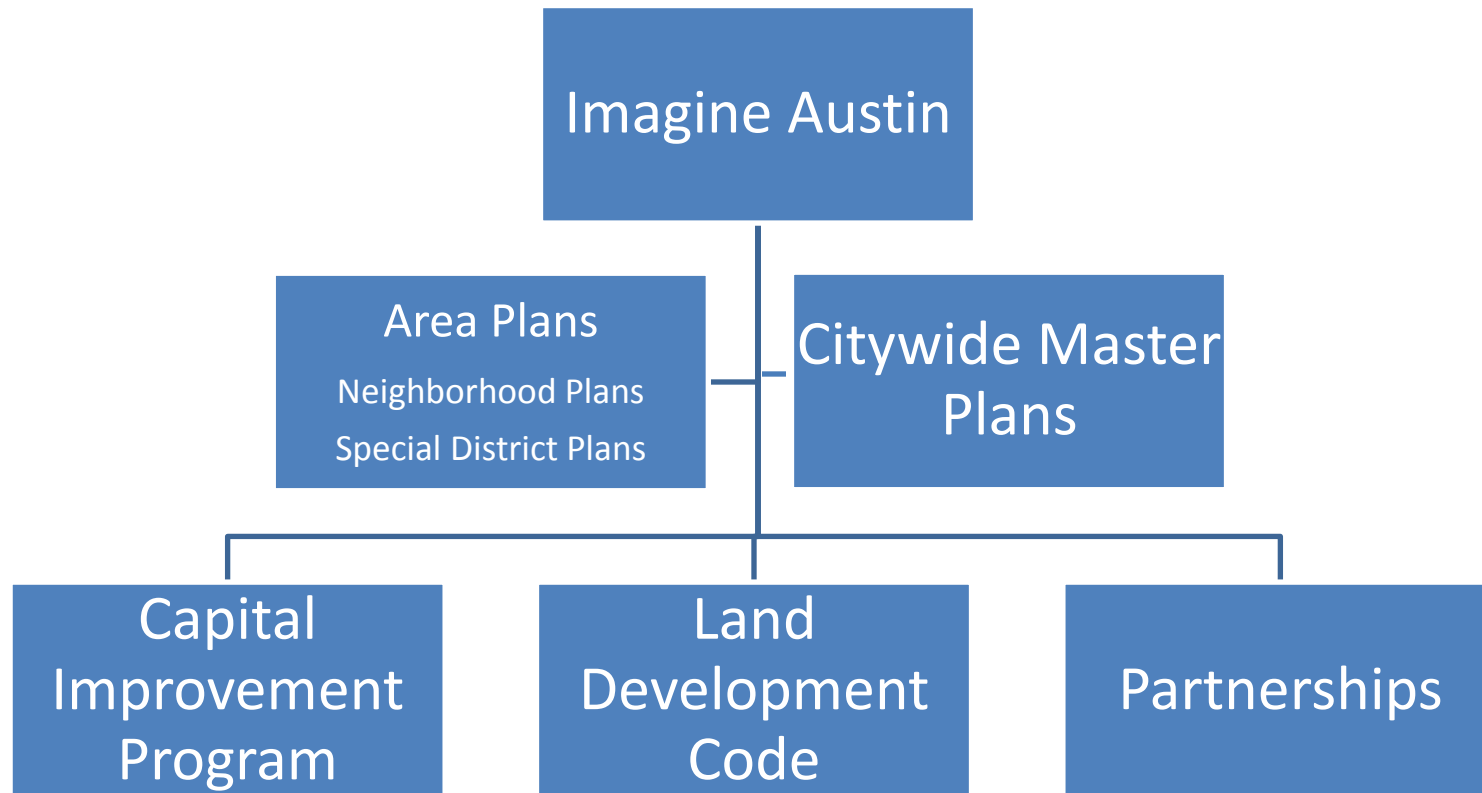 Imagine Austin
Area Plans
Neighborhood Plans
Special District Plans
Citywide Master
Plans
Capital
Improvement
Program
Land
Development
Code
Partnerships